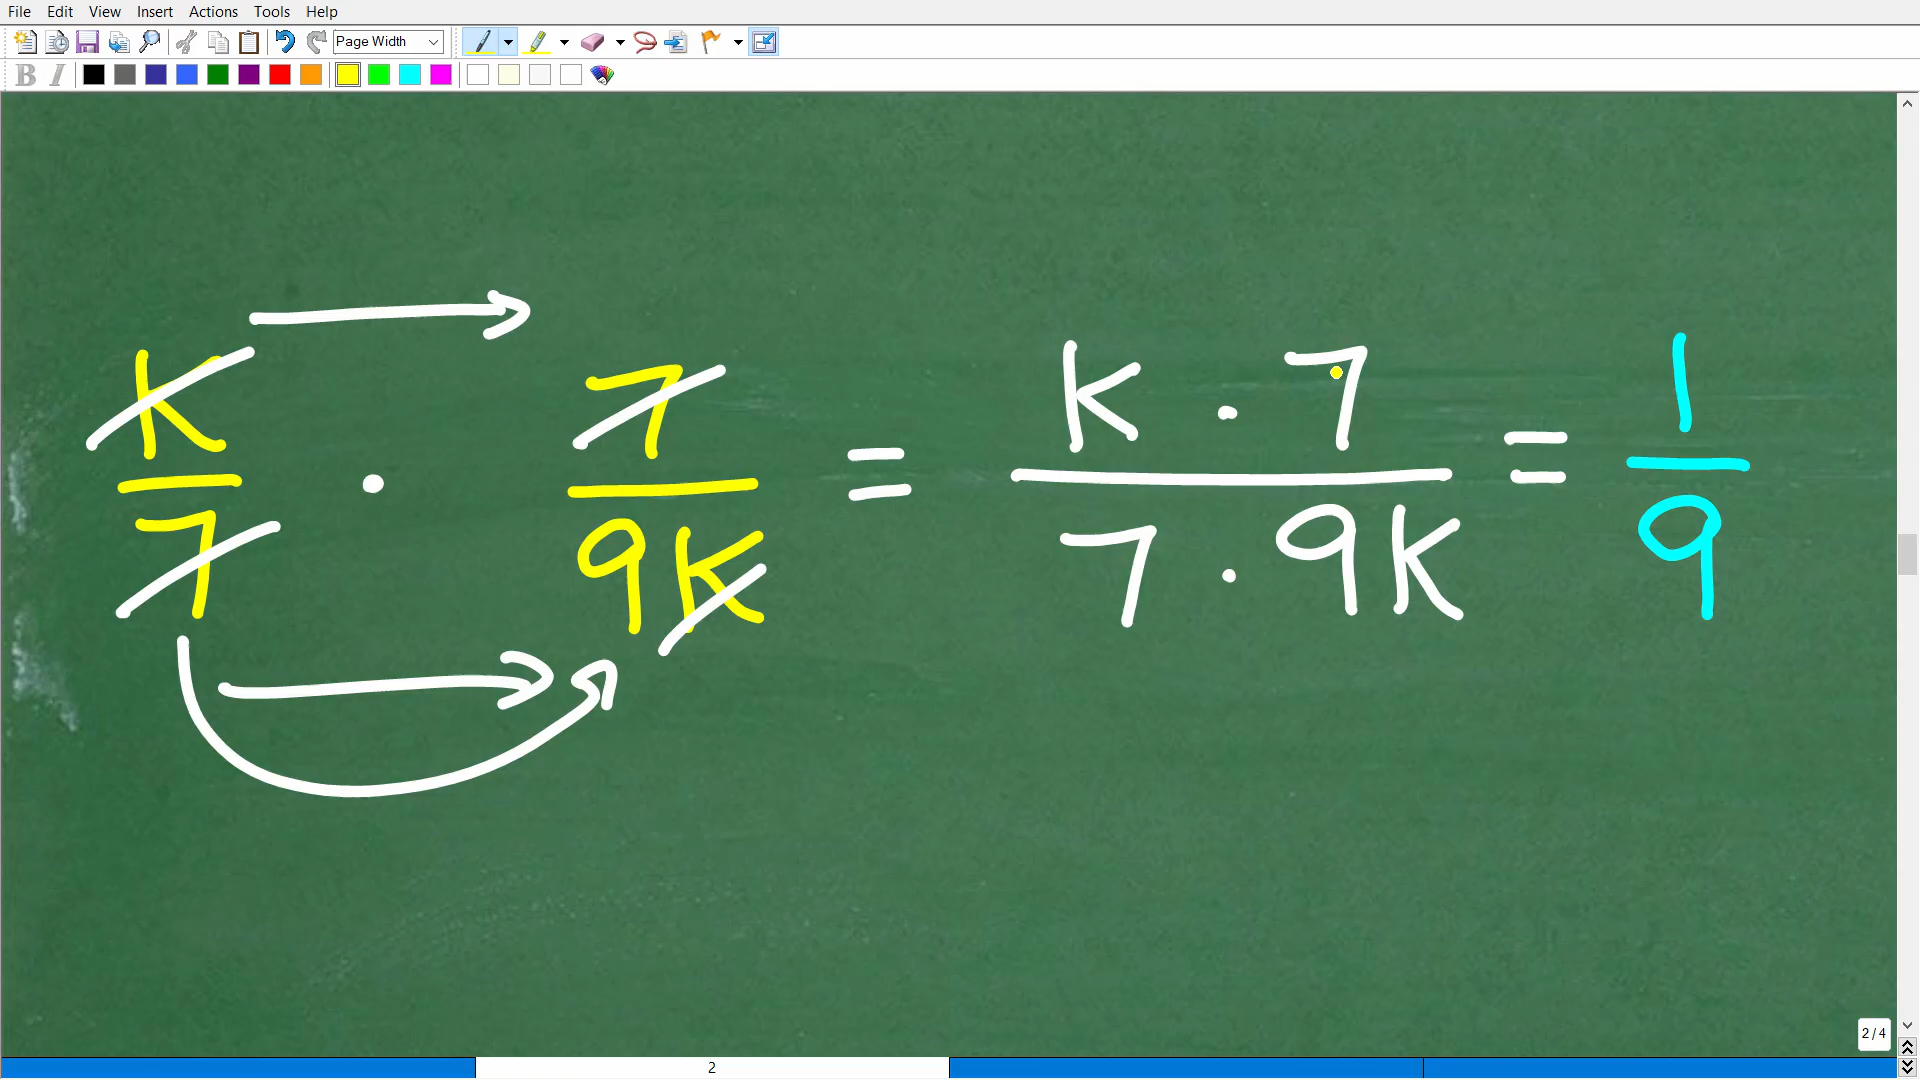 File Edit View Insert Actions Tools Help
Page Width
B I
K/7 · 7/9K = K · 7/7 · 9K = 1/9
2 / 4
2